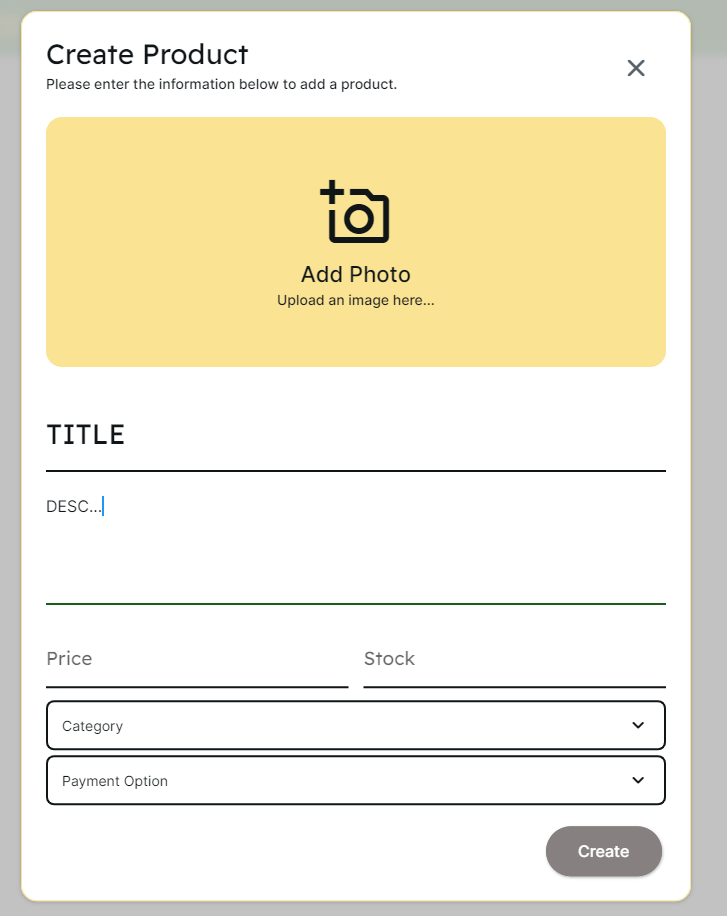 Create Product
Please enter the information below to add a product.
Add Photo
Upload an image here...
TITLE
DESC...
Price Stock
Category
Payment Option
Create